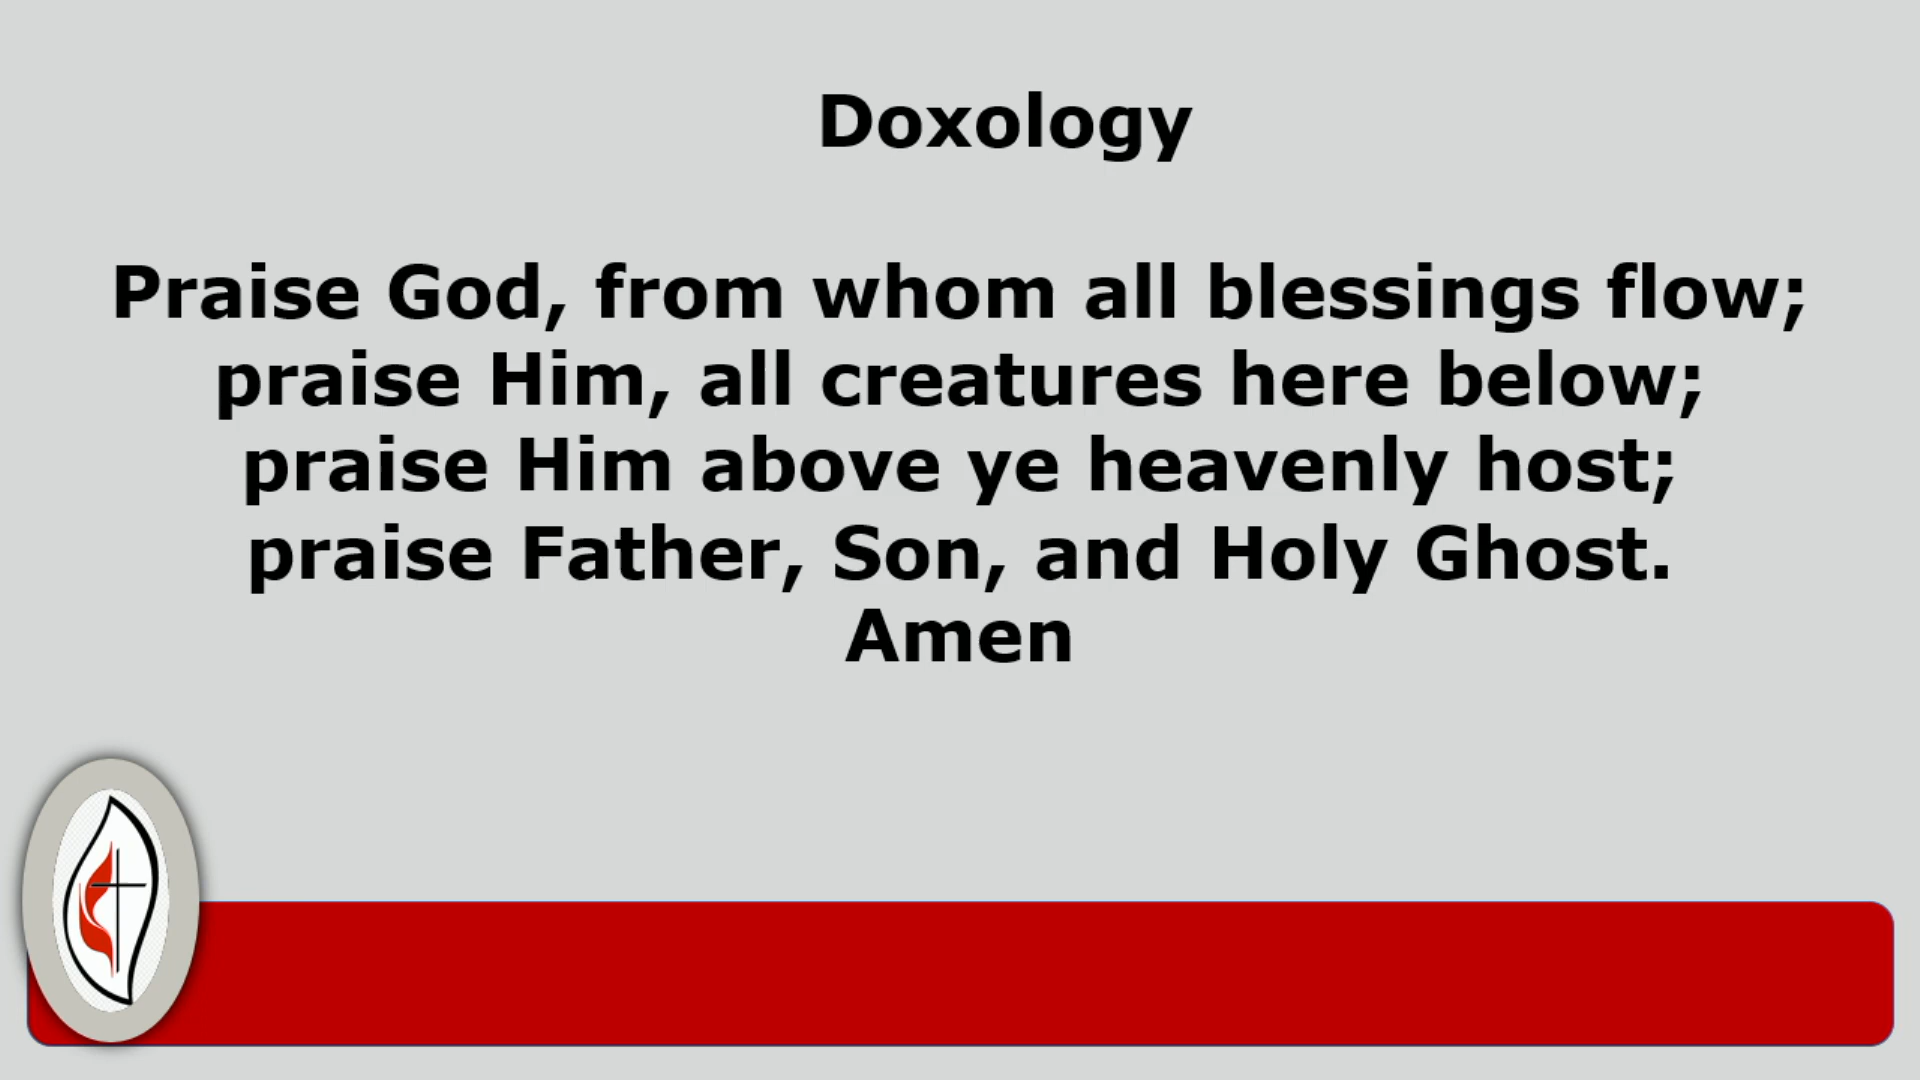 Doxology
Praise God, from whom all blessings flow;
praise Him, all creatures here below;
praise Him above ye heavenly host;
praise Father, Son, and Holy Ghost.
Amen